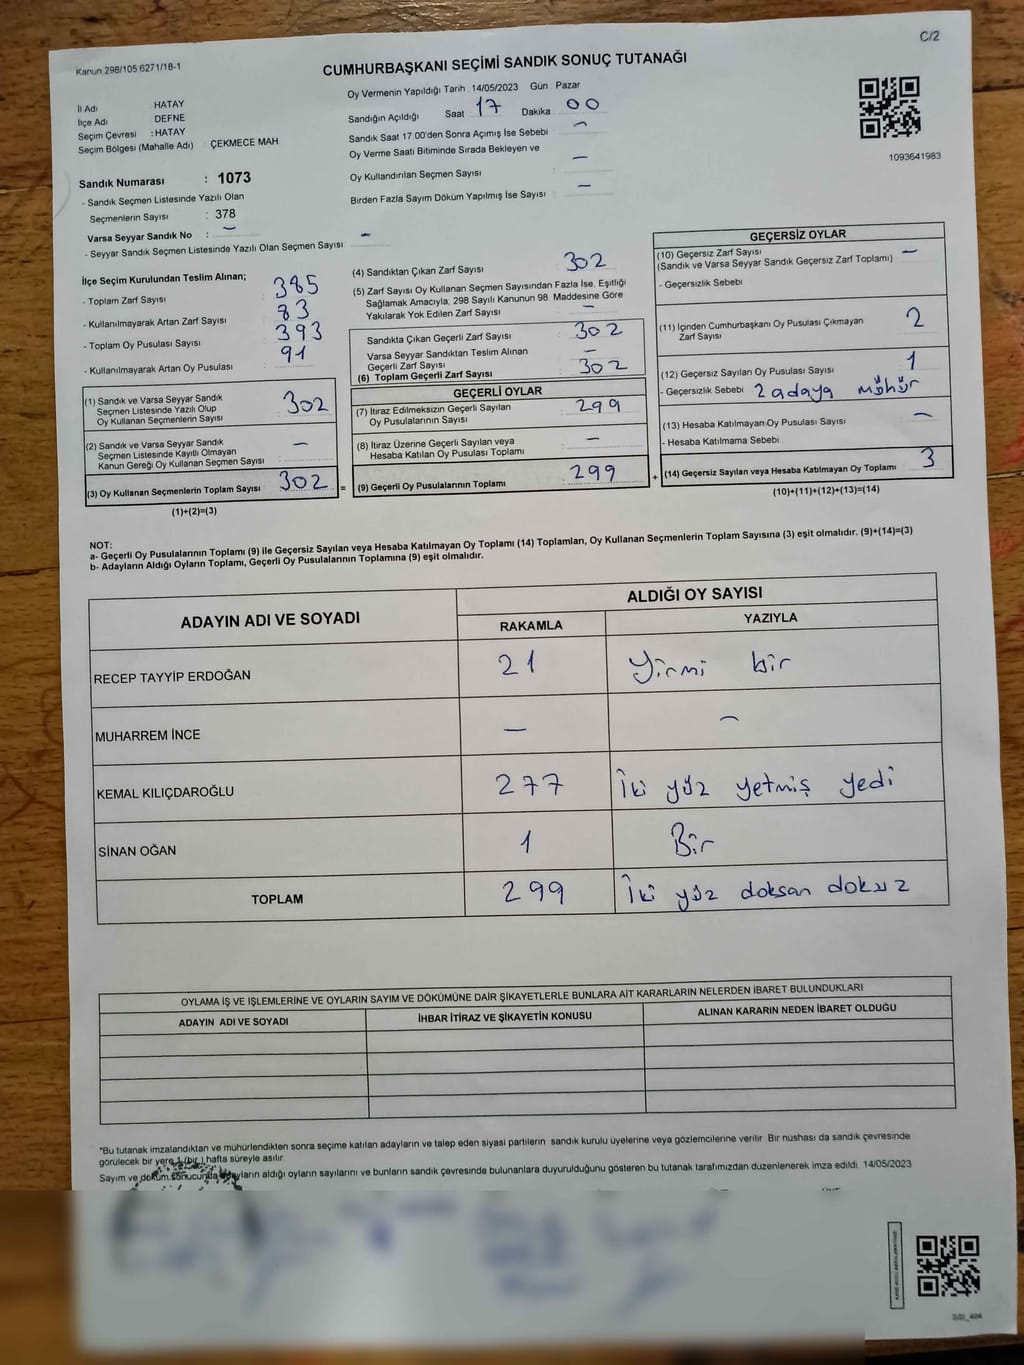 C/2
Kanun 298/105 6271/18-1
CUMHURBAŞKANI SEÇİMİ SANDIK SONUÇ TUTANAĞI
İl Adı HATAY
İlçe Adı DEFNE
Seçim Çevresi : HATAY
Seçim Bölgesi (Mahalle Adı) ÇEKMECE MAH
Oy Vermenin Yapıldığı Tarih 14/05/2023 Gün Pazar
Sandığın Açıldığı Saat 17 Dakika 00
Sandık Saat 17 00'den Sonra Açımış İse Sebebi –
Oy Verme Saati Bitiminde Sırada Bekleyen ve
Oy Kullandırılan Seçmen Sayısı : –
Birden Fazla Sayım Döküm Yapılmış İse Sayısı –
1093641983
Sandık Numarası : 1073
- Sandık Seçmen Listesinde Yazılı Olan
Seçmenlerin Sayısı : 378
Varsa Seyyar Sandık No : –
- Seyyar Sandık Seçmen Listesinde Yazılı Olan Seçmen Sayısı –
İlçe Seçim Kurulundan Teslim Alınan;
- Toplam Zarf Sayısı 385
- Kullanılmayarak Artan Zarf Sayısı 83
- Toplam Oy Pusulası Sayısı 393
- Kullanılmayarak Artan Oy Pusulası 91
(1) Sandık ve Varsa Seyyar Sandık
Seçmen Listesinde Yazılı Olup
Oy Kullanan Seçmenlerin Sayısı 302
(2) Sandık ve Varsa Seyyar Sandık
Seçmen Listesinde Kayıtlı Olmayan
Kanun Gereği Oy Kullanan Seçmen Sayısı –
(3) Oy Kullanan Seçmenlerin Toplam Sayısı 302 =
(1)+(2)=(3)
(4) Sandıktan Çıkan Zarf Sayısı 302
(5) Zarf Sayısı Oy Kullanan Seçmen Sayısından Fazla İse, Eşitliği
Sağlamak Amacıyla, 298 Sayılı Kanunun 98 Maddesine Göre
Yakılarak Yok Edilen Zarf Sayısı –
Sandıkta Çıkan Geçerli Zarf Sayısı 302
Varsa Seyyar Sandıktan Teslim Alınan
Geçerli Zarf Sayısı –
(6) Toplam Geçerli Zarf Sayısı 302
GEÇERLİ OYLAR
(7) İtiraz Edilmeksizin Geçerli Sayılan
Oy Pusulalarının Sayısı : 299
(8) İtiraz Üzerine Geçerli Sayılan veya
Hesaba Katılan Oy Pusulası Toplamı –
(9) Geçerli Oy Pusulalarının Toplamı : 299 +
GEÇERSİZ OYLAR
(10) Geçersiz Zarf Sayısı
(Sandık ve Varsa Seyyar Sandık Geçersiz Zarf Toplamı) –
- Geçersizlik Sebebi
(11) İçinden Cumhurbaşkanı Oy Pusulası Çıkmayan
Zarf Sayısı 2
(12) Geçersiz Sayılan Oy Pusulası Sayısı 1
- Geçersizlik Sebebi 2 adaya mühür
(13) Hesaba Katılmayan Oy Pusulası Sayısı –
- Hesaba Katılmama Sebebi
(14) Geçersiz Sayılan veya Hesaba Katılmayan Oy Toplamı 3
(10)+(11)+(12)+(13)=(14)
NOT:
a- Geçerli Oy Pusulalarının Toplamı (9) ile Geçersiz Sayılan veya Hesaba Katılmayan Oy Toplamı (14) Toplamları, Oy Kullanan Seçmenlerin Toplam Sayısına (3) eşit olmalıdır. (9)+(14)=(3)
b- Adayların Aldığı Oyların Toplamı, Geçerli Oy Pusulalarının Toplamına (9) eşit olmalıdır.
ADAYIN ADI VE SOYADI ALDIĞI OY SAYISI
RAKAMLA YAZIYLA
RECEP TAYYİP ERDOĞAN 21 Yirmi bir
MUHARREM İNCE – –
KEMAL KILIÇDAROĞLU 277 İki yüz yetmiş yedi
SİNAN OĞAN 1 Bir
TOPLAM 299 İki yüz doksan dokuz
OYLAMA İŞ VE İŞLEMLERİNE VE OYLARIN SAYIM VE DÖKÜMÜNE DAİR ŞİKAYETLERLE BUNLARA AİT KARARLARIN NELERDEN İBARET BULUNDUKLARI
ADAYIN ADI VE SOYADI İHBAR İTİRAZ VE ŞİKAYETİN KONUSU ALINAN KARARIN NEDEN İBARET OLDUĞU
*Bu tutanak imzalandıktan ve mühürlendikten sonra seçime katılan adayların ve talep eden siyasi partilerin sandık kurulu üyelerine veya gözlemcilerine verilir Bir nushası da sandık çevresinde
görülecek bir yere 1 (bir) hafta süreyle asılır
Sayım ve döküm sonucunda adayların aldığı oyların sayılarını ve bunların sandık çevresinde bulunanlara duyurulduğunu gösteren bu tutanak tarafımızdan düzenlenerek imza edildi. 14/05/2023